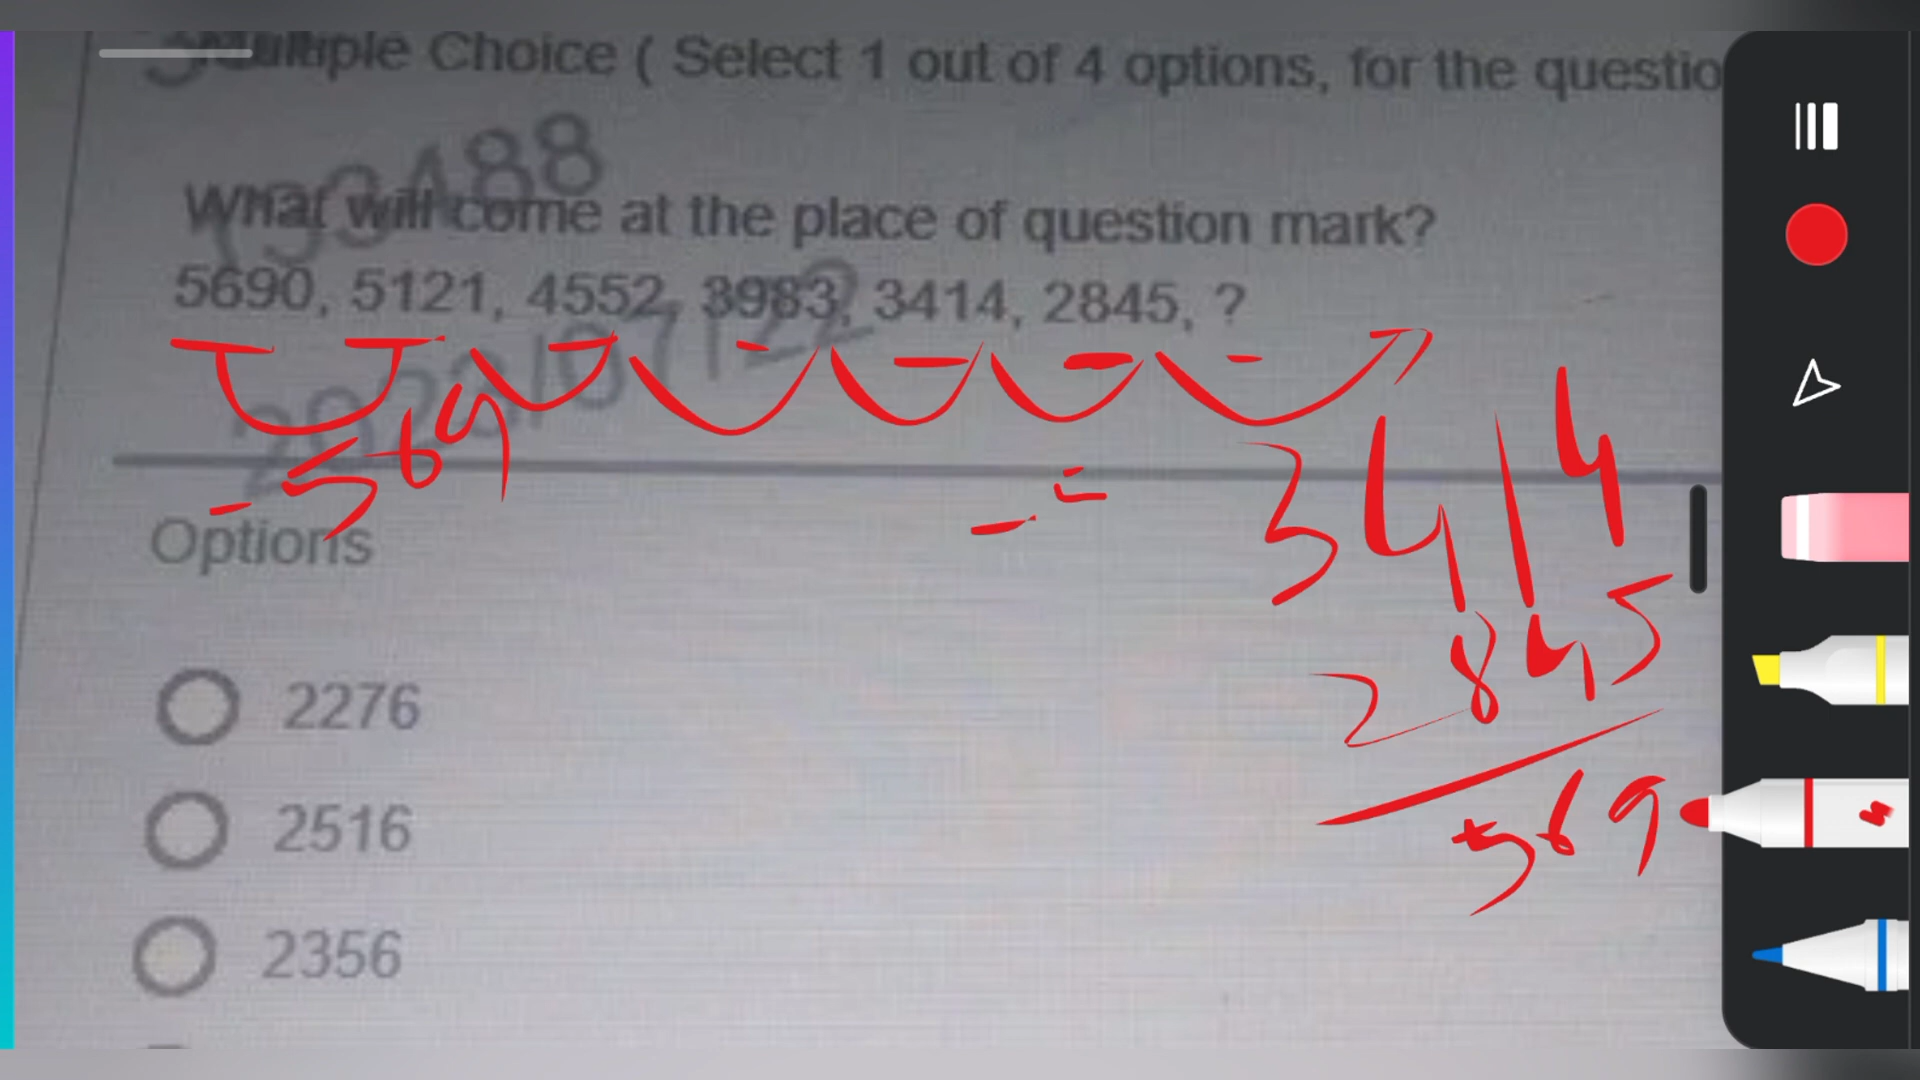 Multiple Choice ( Select 1 out of 4 options, for the questio
What will come at the place of question mark?
5690, 5121, 4552, 3983, 3414, 2845, ?
-569
3414
2845
569
Options
2276
2516
2356